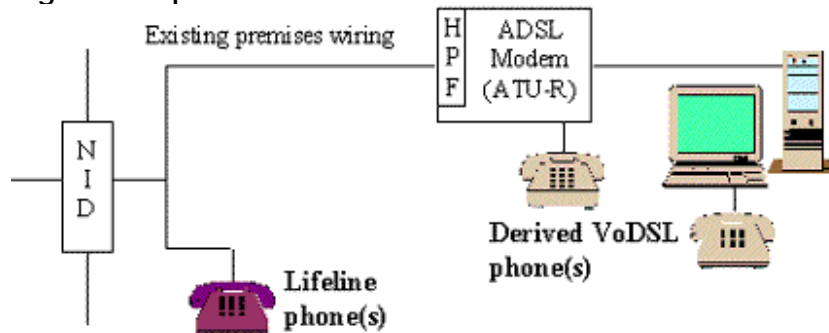 Existing premises wiring
H
P
F
ADSL
Modem
(ATU-R)
N
I
D
Derived VoDSL
phone(s)
Lifeline
phone(s)